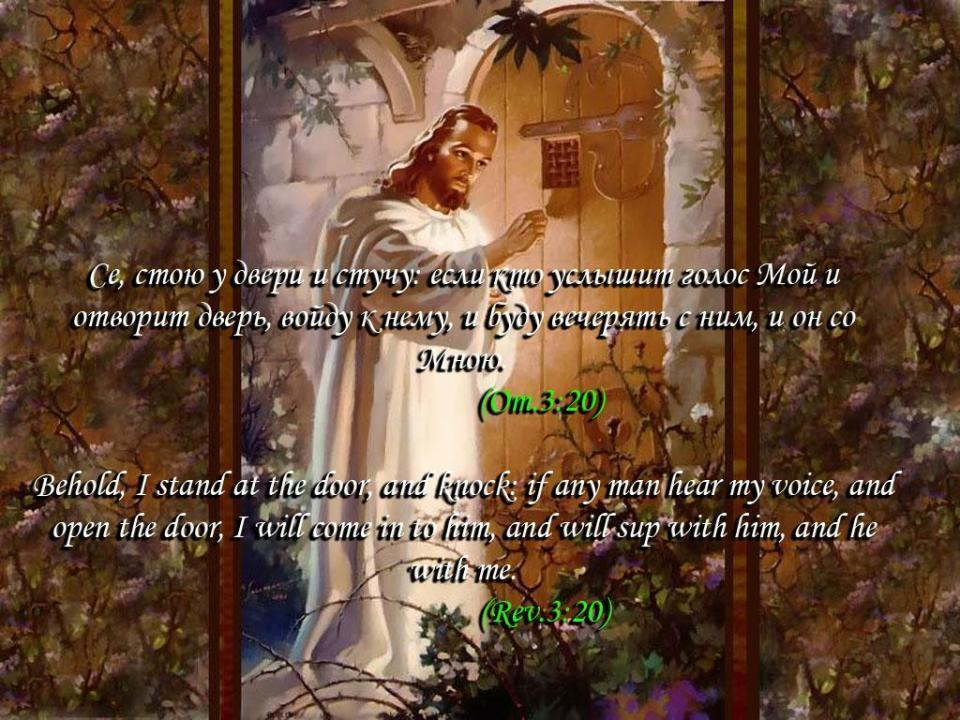 Се, стою у двери и стучу: если кто услышит голос Мой и
отворит дверь, войду к нему, и буду вечерять с ним, и он со
Мною.
(От.3:20)
Behold, I stand at the door, and knock: if any man hear my voice, and
open the door, I will come in to him, and will sup with him, and he
with me.
(Rev.3:20)